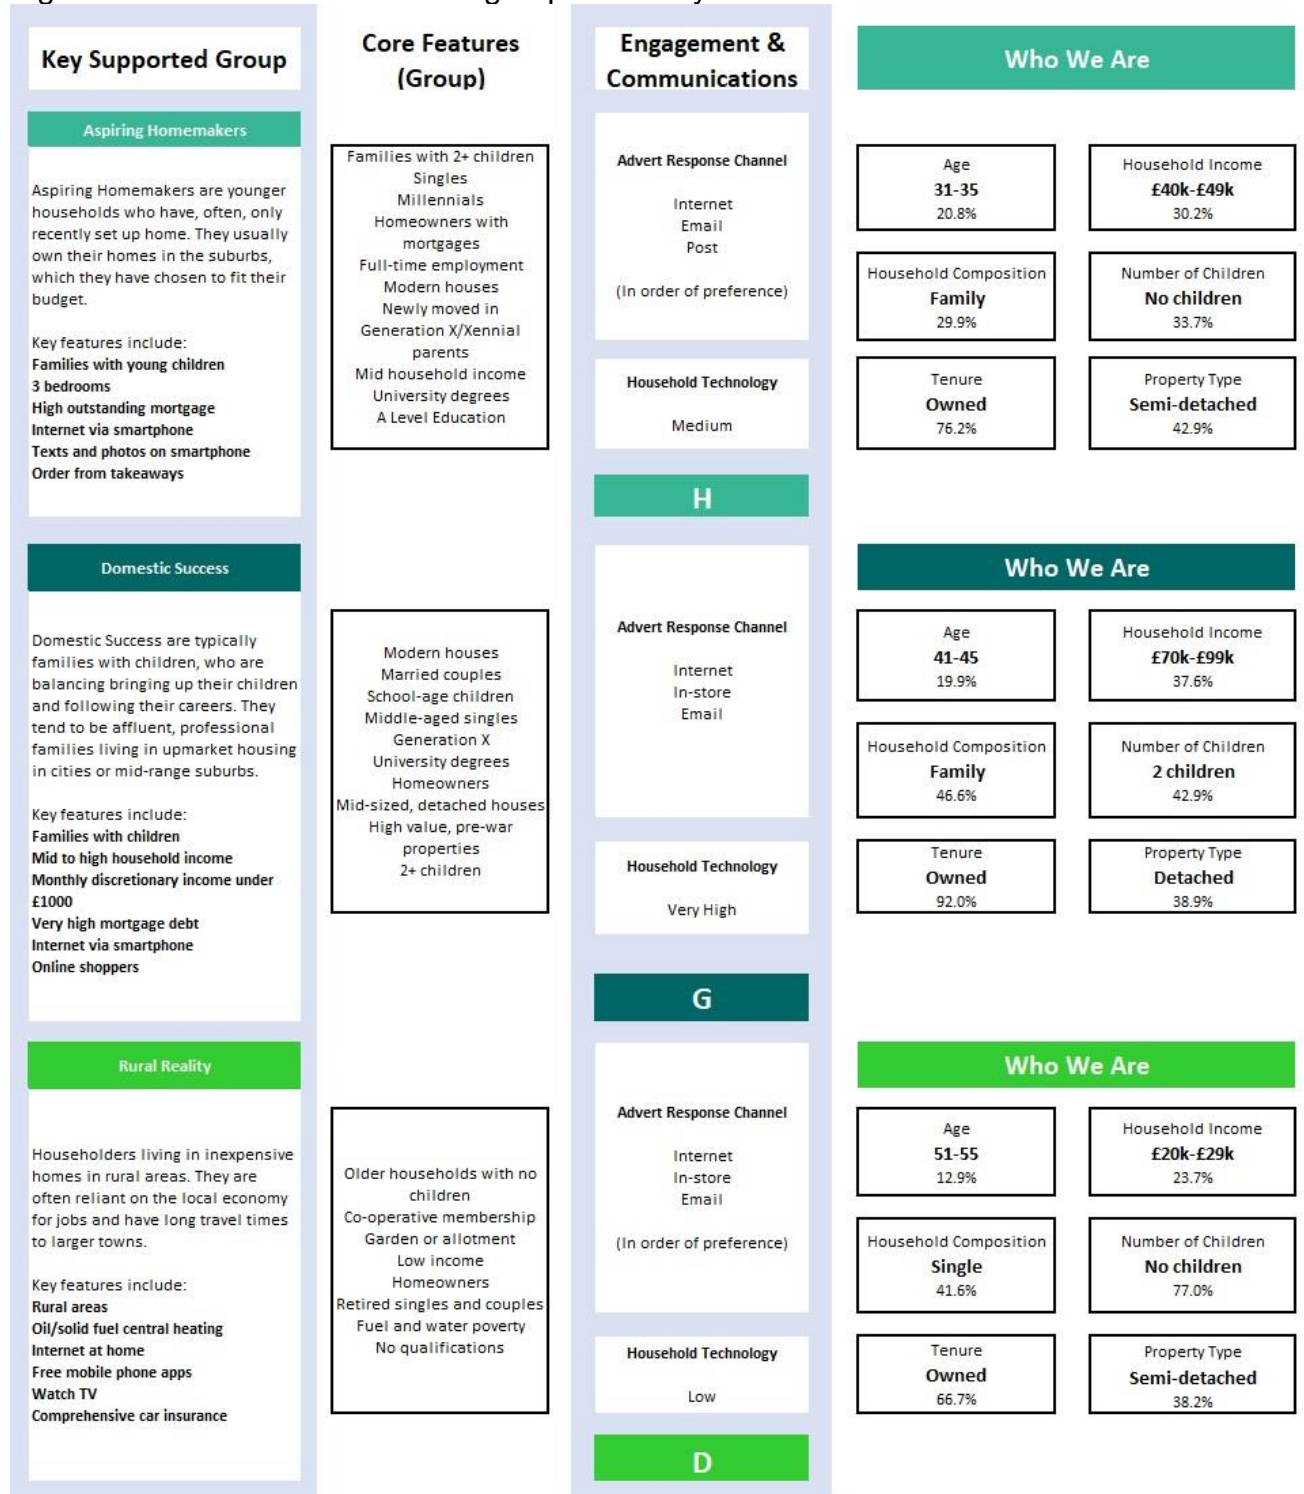 Key Supported Group
Core Features
(Group)
Engagement &
Communications
Who We Are
Aspiring Homemakers
Aspiring Homemakers are younger
households who have, often, only
recently set up home. They usually
own their homes in the suburbs,
which they have chosen to fit their
budget.
Key features include:
Families with young children
3 bedrooms
High outstanding mortgage
Internet via smartphone
Texts and photos on smartphone
Order from takeaways
Families with 2+ children
Singles
Millennials
Homeowners with
mortgages
Full-time employment
Modern houses
Newly moved in
Generation X/Xennial
parents
Mid household income
University degrees
A Level Education
Advert Response Channel
Internet
Email
Post
(In order of preference)
Household Technology
Medium
H
Age
31-35
20.8%
Household Income
£40k-£49k
30.2%
Household Composition
Family
29.9%
Number of Children
No children
33.7%
Tenure
Owned
76.2%
Property Type
Semi-detached
42.9%
Domestic Success
Domestic Success are typically
families with children, who are
balancing bringing up their children
and following their careers. They
tend to be affluent, professional
families living in upmarket housing
in cities or mid-range suburbs.
Key features include:
Families with children
Mid to high household income
Monthly discretionary income under
£1000
Very high mortgage debt
Internet via smartphone
Online shoppers
Modern houses
Married couples
School-age children
Middle-aged singles
Generation X
University degrees
Homeowners
Mid-sized, detached houses
High value, pre-war
properties
2+ children
Advert Response Channel
Internet
In-store
Email
Household Technology
Very High
G
Who We Are
Age
41-45
19.9%
Household Income
£70k-£99k
37.6%
Household Composition
Family
46.6%
Number of Children
2 children
42.9%
Tenure
Owned
92.0%
Property Type
Detached
38.9%
Rural Reality
Householders living in inexpensive
homes in rural areas. They are
often reliant on the local economy
for jobs and have long travel times
to larger towns.
Key features include:
Rural areas
Oil/solid fuel central heating
Internet at home
Free mobile phone apps
Watch TV
Comprehensive car insurance
Older households with no
children
Co-operative membership
Garden or allotment
Low income
Homeowners
Retired singles and couples
Fuel and water poverty
No qualifications
Advert Response Channel
Internet
In-store
Email
(In order of preference)
Household Technology
Low
D
Who We Are
Age
51-55
12.9%
Household Income
£20k-£29k
23.7%
Household Composition
Single
41.6%
Number of Children
No children
77.0%
Tenure
Owned
66.7%
Property Type
Semi-detached
38.2%